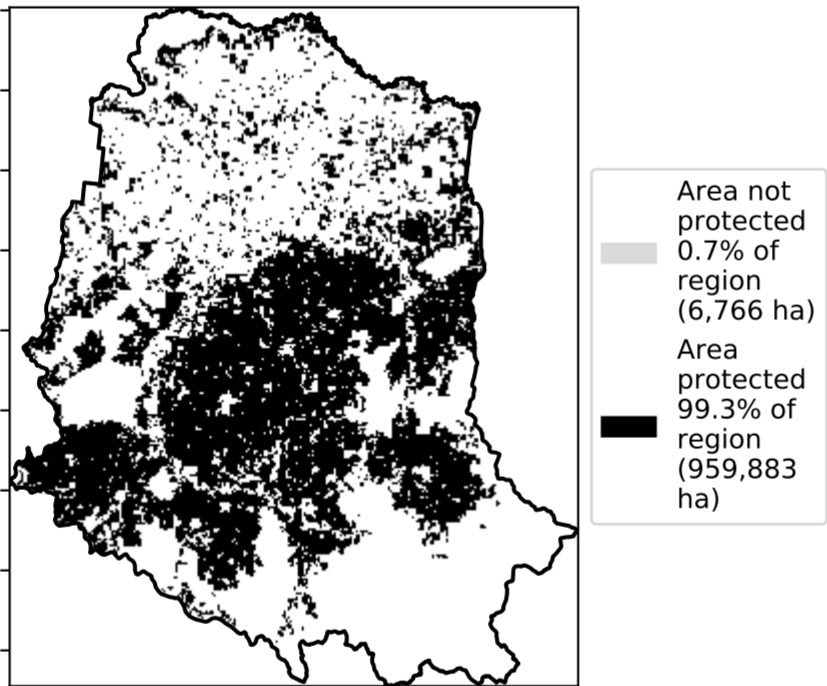 Area not
protected
0.7% of
region
(6,766 ha)
Area
protected
99.3% of
region
(959,883
ha)